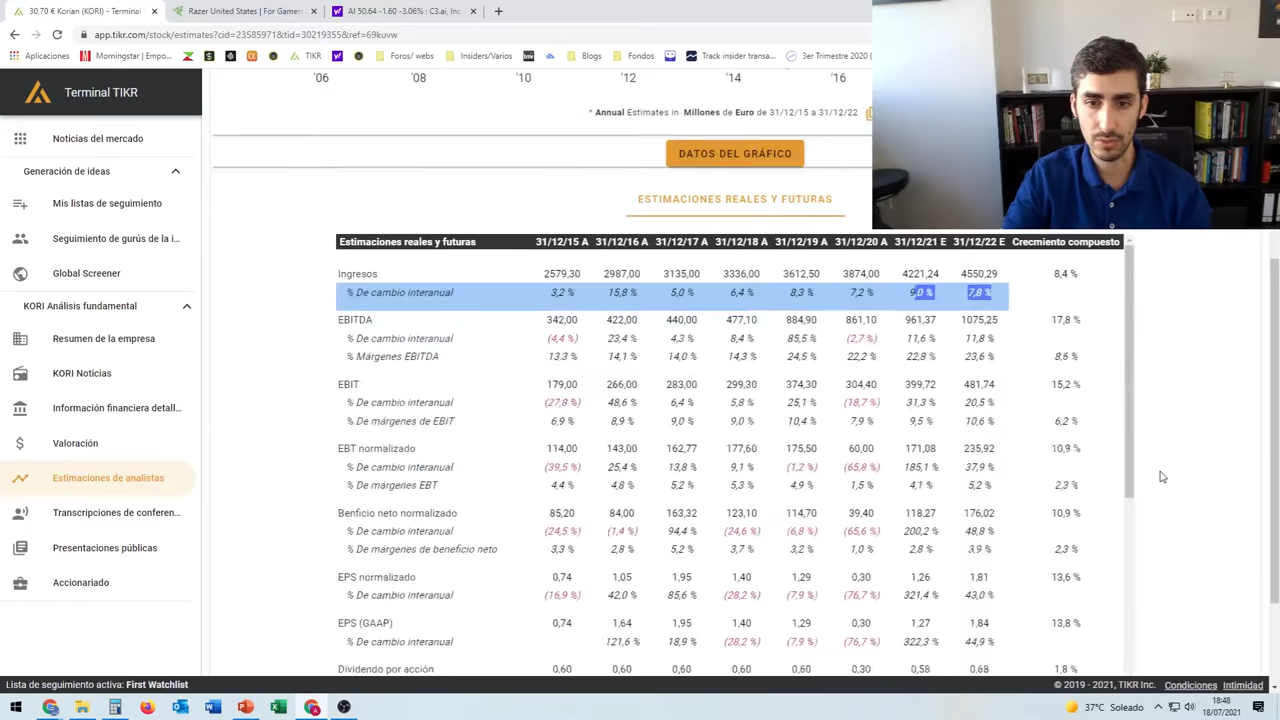 30,70 € Korian (KORI) - Terminal
Razer United States | For Gamer
AI 50.64 -1.60 -3.06% : C3.ai, Inc.
app.tikr.com/stock/estimates?cid=23585971&tid=30219355&ref=69kuvw
Aplicaciones
Morningstar | Empo...
TIKR
Foros/ webs
Insiders/Varios
Blogs
Fondos
Track insider transa...
3er Trimestre 2020 (
Terminal TIKR
Noticias del mercado
Generación de ideas
Mis listas de seguimiento
Seguimiento de gurús de la i...
Global Screener
KORI Análisis fundamental
Resumen de la empresa
KORI Noticias
Información financiera detall...
Valoración
Estimaciones de analistas
Transcripciones de conferen...
Presentaciones públicas
Accionariado
'06 '08 '10 '12 '14 '16
* Annual Estimates in Millones de Euro de 31/12/15 a 31/12/22
DATOS DEL GRÁFICO
ESTIMACIONES REALES Y FUTURAS
Estimaciones reales y futuras 31/12/15 A 31/12/16 A 31/12/17 A 31/12/18 A 31/12/19 A 31/12/20 A 31/12/21 E 31/12/22 E Crecmiento compuesto
Ingresos 2579,30 2987,00 3135,00 3336,00 3612,50 3874,00 4221,24 4550,29 8,4 %
% De cambio interanual 3,2 % 15,8 % 5,0 % 6,4 % 8,3 % 7,2 % 9,0 % 7,8 %
EBITDA 342,00 422,00 440,00 477,10 884,90 861,10 961,37 1075,25 17,8 %
% De cambio interanual (4,4 %) 23,4 % 4,3 % 8,4 % 85,5 % (2,7 %) 11,6 % 11,8 %
% Márgenes EBITDA 13,3 % 14,1 % 14,0 % 14,3 % 24,5 % 22,2 % 22,8 % 23,6 % 8,6 %
EBIT 179,00 266,00 283,00 299,30 374,30 304,40 399,72 481,74 15,2 %
% De cambio interanual (27,8 %) 48,6 % 6,4 % 5,8 % 25,1 % (18,7 %) 31,3 % 20,5 %
% De márgenes de EBIT 6,9 % 8,9 % 9,0 % 9,0 % 10,4 % 7,9 % 9,5 % 10,6 % 6,2 %
EBT normalizado 114,00 143,00 162,77 177,60 175,50 60,00 171,08 235,92 10,9 %
% De cambio interanual (39,5 %) 25,4 % 13,8 % 9,1 % (1,2 %) (65,8 %) 185,1 % 37,9 %
% De márgenes EBT 4,4 % 4,8 % 5,2 % 5,3 % 4,9 % 1,5 % 4,1 % 5,2 % 2,3 %
Benficio neto normalizado 85,20 84,00 163,32 123,10 114,70 39,40 118,27 176,02 10,9 %
% De cambio interanual (24,5 %) (1,4 %) 94,4 % (24,6 %) (6,8 %) (65,6 %) 200,2 % 48,8 %
% De márgenes de beneficio neto 3,3 % 2,8 % 5,2 % 3,7 % 3,2 % 1,0 % 2,8 % 3,9 % 2,3 %
EPS normalizado 0,74 1,05 1,95 1,40 1,29 0,30 1,26 1,81 13,6 %
% De cambio interanual (16,9 %) 42,0 % 85,6 % (28,2 %) (7,9 %) (76,7 %) 321,4 % 43,0 %
EPS (GAAP) 0,74 1,64 1,95 1,40 1,29 0,30 1,27 1,84 13,8 %
% De cambio interanual 121,6 % 18,9 % (28,2 %) (7,9 %) (76,7 %) 322,3 % 44,9 %
Dividendo por acción 0,60 0,60 0,60 0,60 0,60 0,30 0,58 0,68 1,8 %
Lista de seguimiento activa: First Watchlist
© 2019 - 2021, TIKR Inc. Condiciones Intimidad
37°C Soleado
18:48
18/07/2021